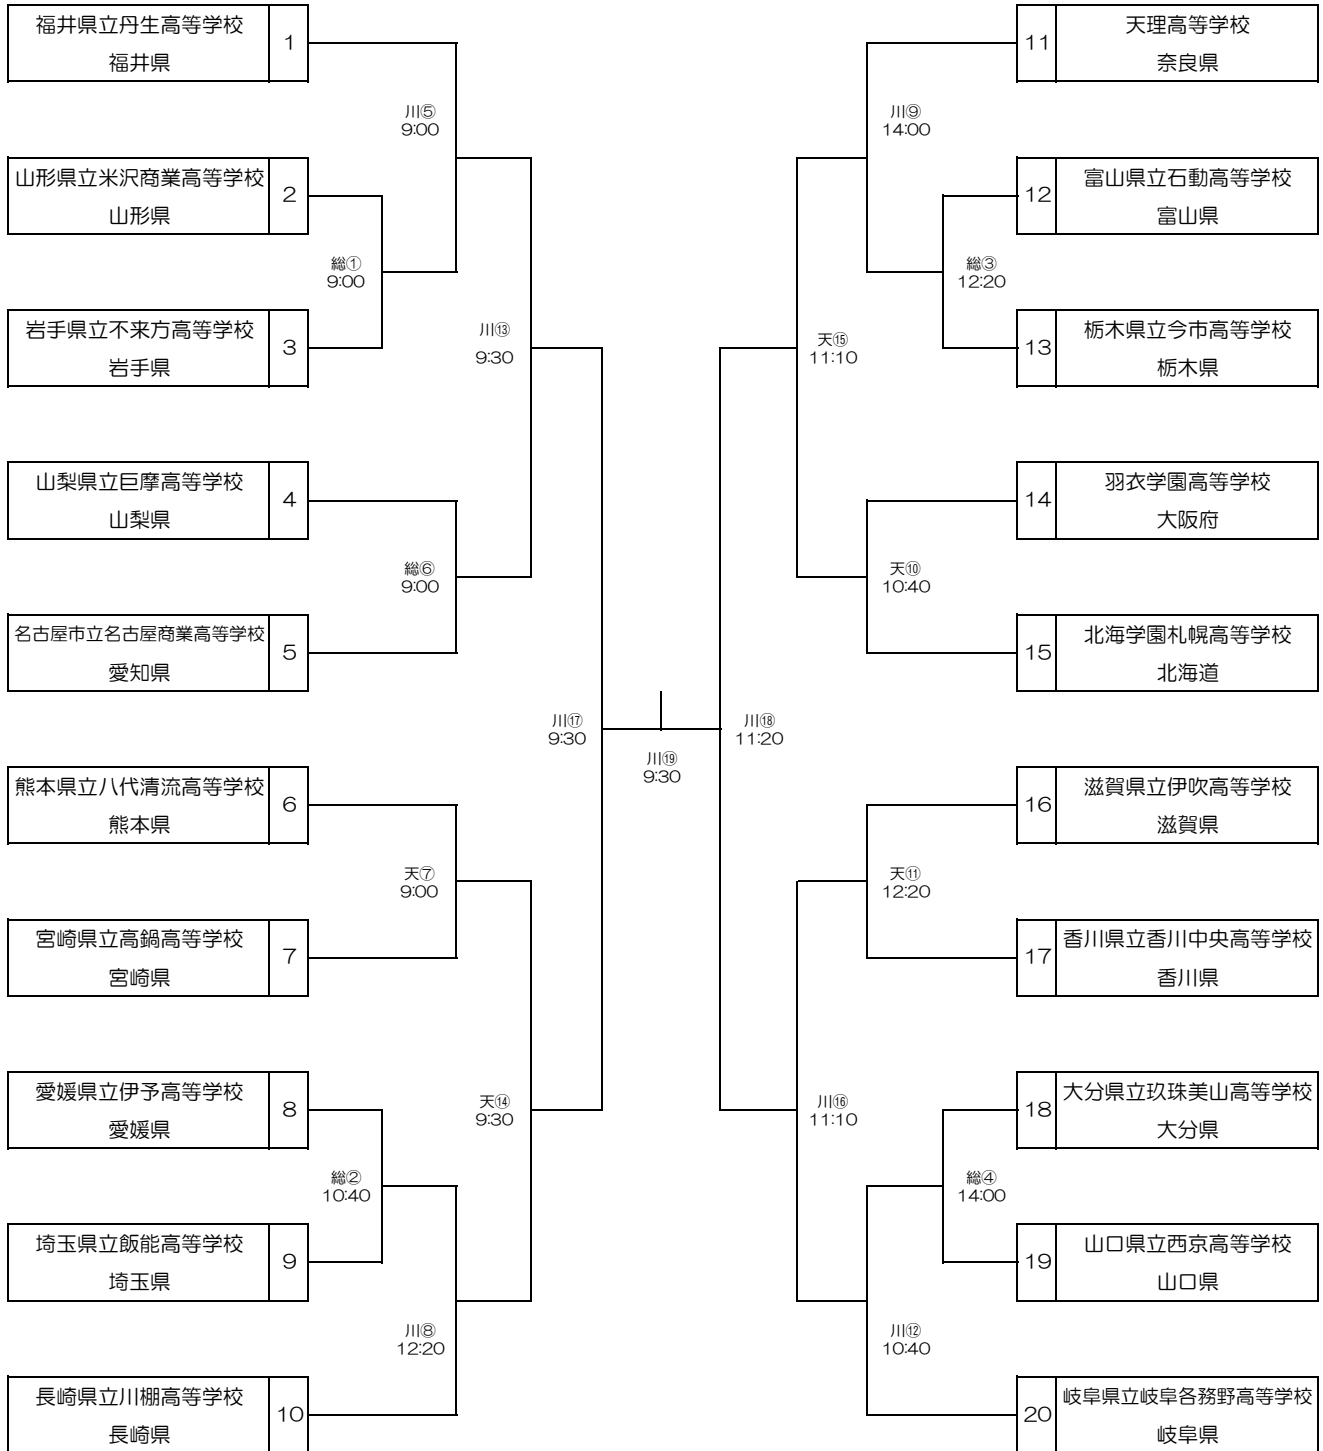 福井県立丹生高等学校
福井県
1
川⑤
9:00
山形県立米沢商業高等学校
山形県
2
総①
9:00
岩手県立不来方高等学校
岩手県
3
川⑬
9:30
山梨県立巨摩高等学校
山梨県
4
総⑥
9:00
名古屋市立名古屋商業高等学校
愛知県
5
川⑰
9:30
熊本県立八代清流高等学校
熊本県
6
天⑦
9:00
宮崎県立高鍋高等学校
宮崎県
7
愛媛県立伊予高等学校
愛媛県
8
天⑭
9:30
総②
10:40
埼玉県立飯能高等学校
埼玉県
9
川⑧
12:20
長崎県立川棚高等学校
長崎県
10
川⑲
9:30
11
天理高等学校
奈良県
川⑨
14:00
12
富山県立石動高等学校
富山県
総③
12:20
13
栃木県立今市高等学校
栃木県
天⑮
11:10
14
羽衣学園高等学校
大阪府
天⑩
10:40
15
北海学園札幌高等学校
北海道
川⑱
11:20
16
滋賀県立伊吹高等学校
滋賀県
天⑪
12:20
17
香川県立香川中央高等学校
香川県
18
大分県立玖珠美山高等学校
大分県
川⑯
11:10
総④
14:00
19
山口県立西京高等学校
山口県
川⑫
10:40
20
岐阜県立岐阜各務野高等学校
岐阜県